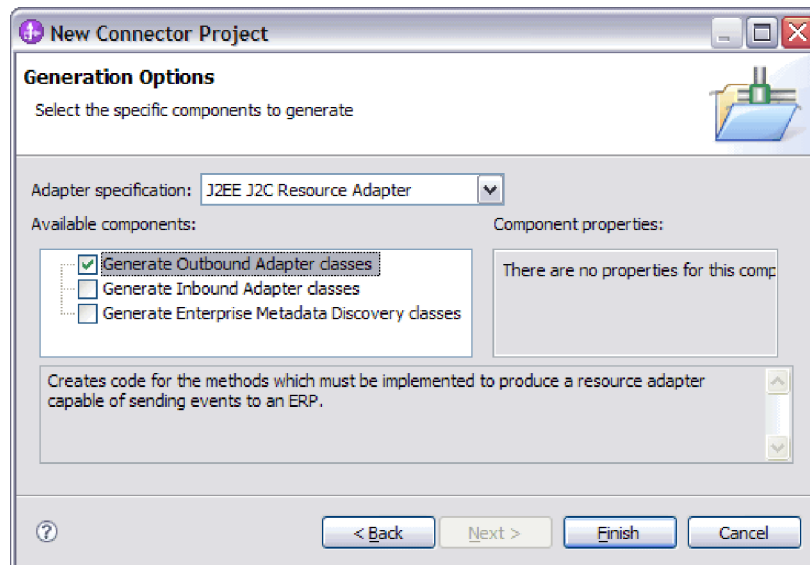 New Connector Project
Generation Options
Select the specific components to generate
Adapter specification: J2EE J2C Resource Adapter
Available components:
Component properties:
Generate Outbound Adapter classes
There are no properties for this comp
Generate Inbound Adapter classes
Generate Enterprise Metadata Discovery classes
Creates code for the methods which must be implemented to produce a resource adapter
capable of sending events to an ERP.
? < Back Next > Finish Cancel